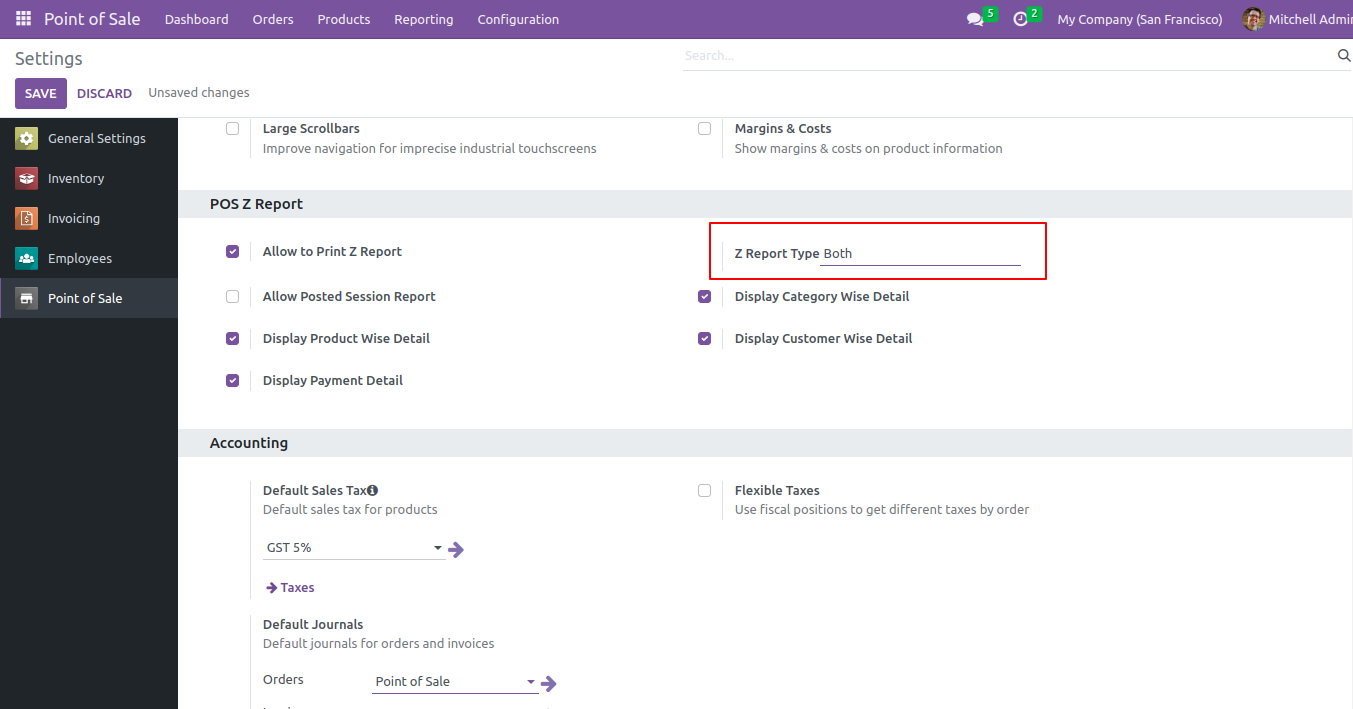 Point of Sale Dashboard Orders Products Reporting Configuration 5 2 My Company (San Francisco) Mitchell Admin
Settings Search...
SAVE DISCARD Unsaved changes
General Settings
Inventory
Invoicing
Employees
Point of Sale
Large Scrollbars Margins & Costs
Improve navigation for imprecise industrial touchscreens Show margins & costs on product information
POS Z Report
Allow to Print Z Report Z Report Type Both
Allow Posted Session Report Display Category Wise Detail
Display Product Wise Detail Display Customer Wise Detail
Display Payment Detail
Accounting
Default Sales Tax Flexible Taxes
Default sales tax for products Use fiscal positions to get different taxes by order
GST 5%
Taxes
Default Journals
Default journals for orders and invoices
Orders Point of Sale